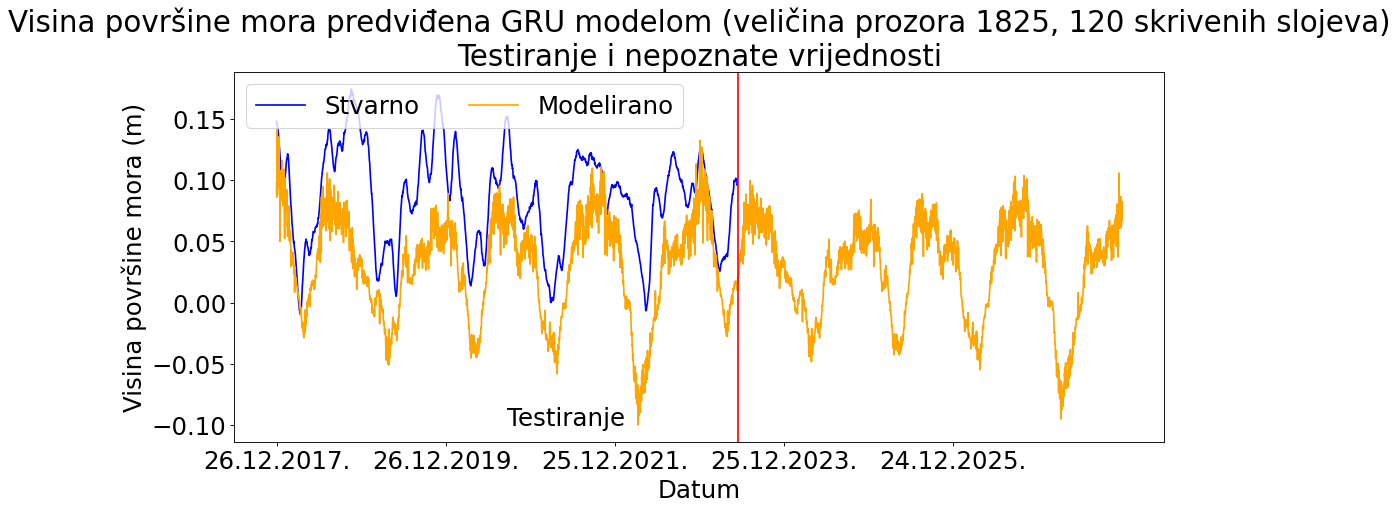 Visina površine mora predviđena GRU modelom (veličina prozora 1825, 120 skrivenih slojeva)
Testiranje i nepoznate vrijednosti
Stvarno
Modelirano
Visina površine mora (m)
0.15
0.10
0.05
0.00
−0.05
−0.10
Testiranje
26.12.2017.
26.12.2019.
25.12.2021.
25.12.2023.
24.12.2025.
Datum